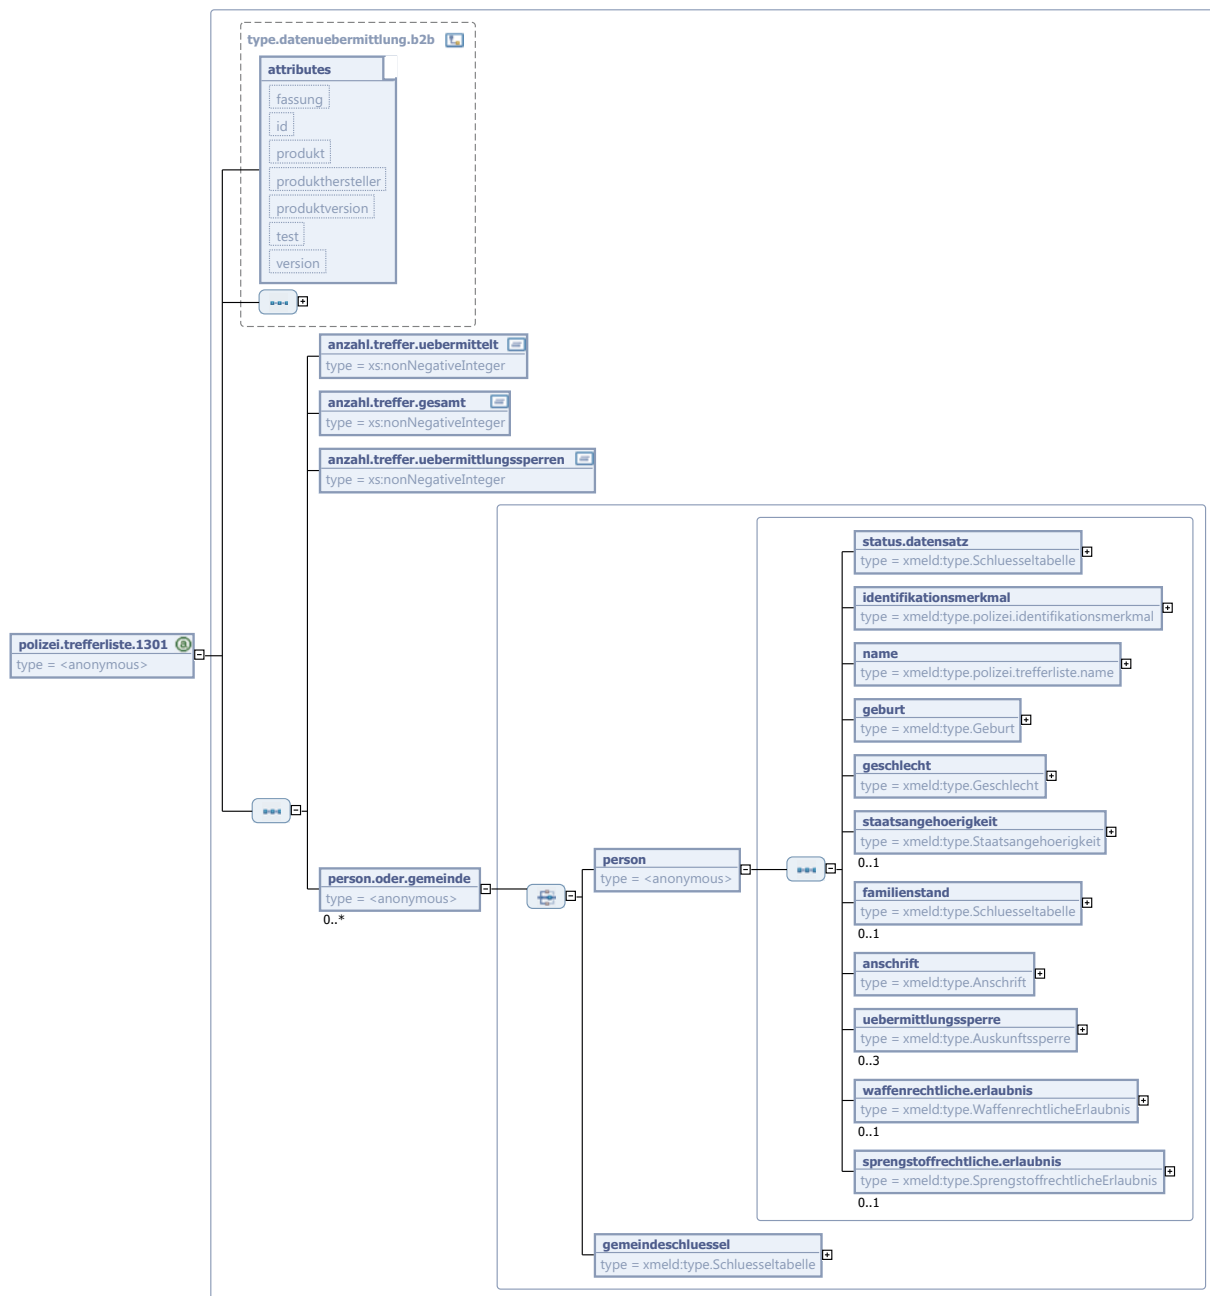 type.datenuebermittlung.b2b
attributes
fassung
id
produkt
produkthersteller
produktversion
test
version
anzahl.treffer.uebermittelt
type = xs:nonNegativeInteger
anzahl.treffer.gesamt
type = xs:nonNegativeInteger
anzahl.treffer.uebermittlungssperren
type = xs:nonNegativeInteger
polizei.trefferliste.1301
type = <anonymous>
person.oder.gemeinde
type = <anonymous>
0..*
person
type = <anonymous>
status.datensatz
type = xmeld:type.Schluesseltabelle
identifikationsmerkmal
type = xmeld:type.polizei.identifikationsmerkmal
name
type = xmeld:type.polizei.trefferliste.name
geburt
type = xmeld:type.Geburt
geschlecht
type = xmeld:type.Geschlecht
staatsangehoerigkeit
type = xmeld:type.Staatsangehoerigkeit
0..1
familienstand
type = xmeld:type.Schluesseltabelle
0..1
anschrift
type = xmeld:type.Anschrift
uebermittlungssperre
type = xmeld:type.Auskunftssperre
0..3
waffenrechtliche.erlaubnis
type = xmeld:type.WaffenrechtlicheErlaubnis
0..1
sprengstoffrechtliche.erlaubnis
type = xmeld:type.SprengstoffrechtlicheErlaubnis
0..1
gemeindeschluessel
type = xmeld:type.Schluesseltabelle